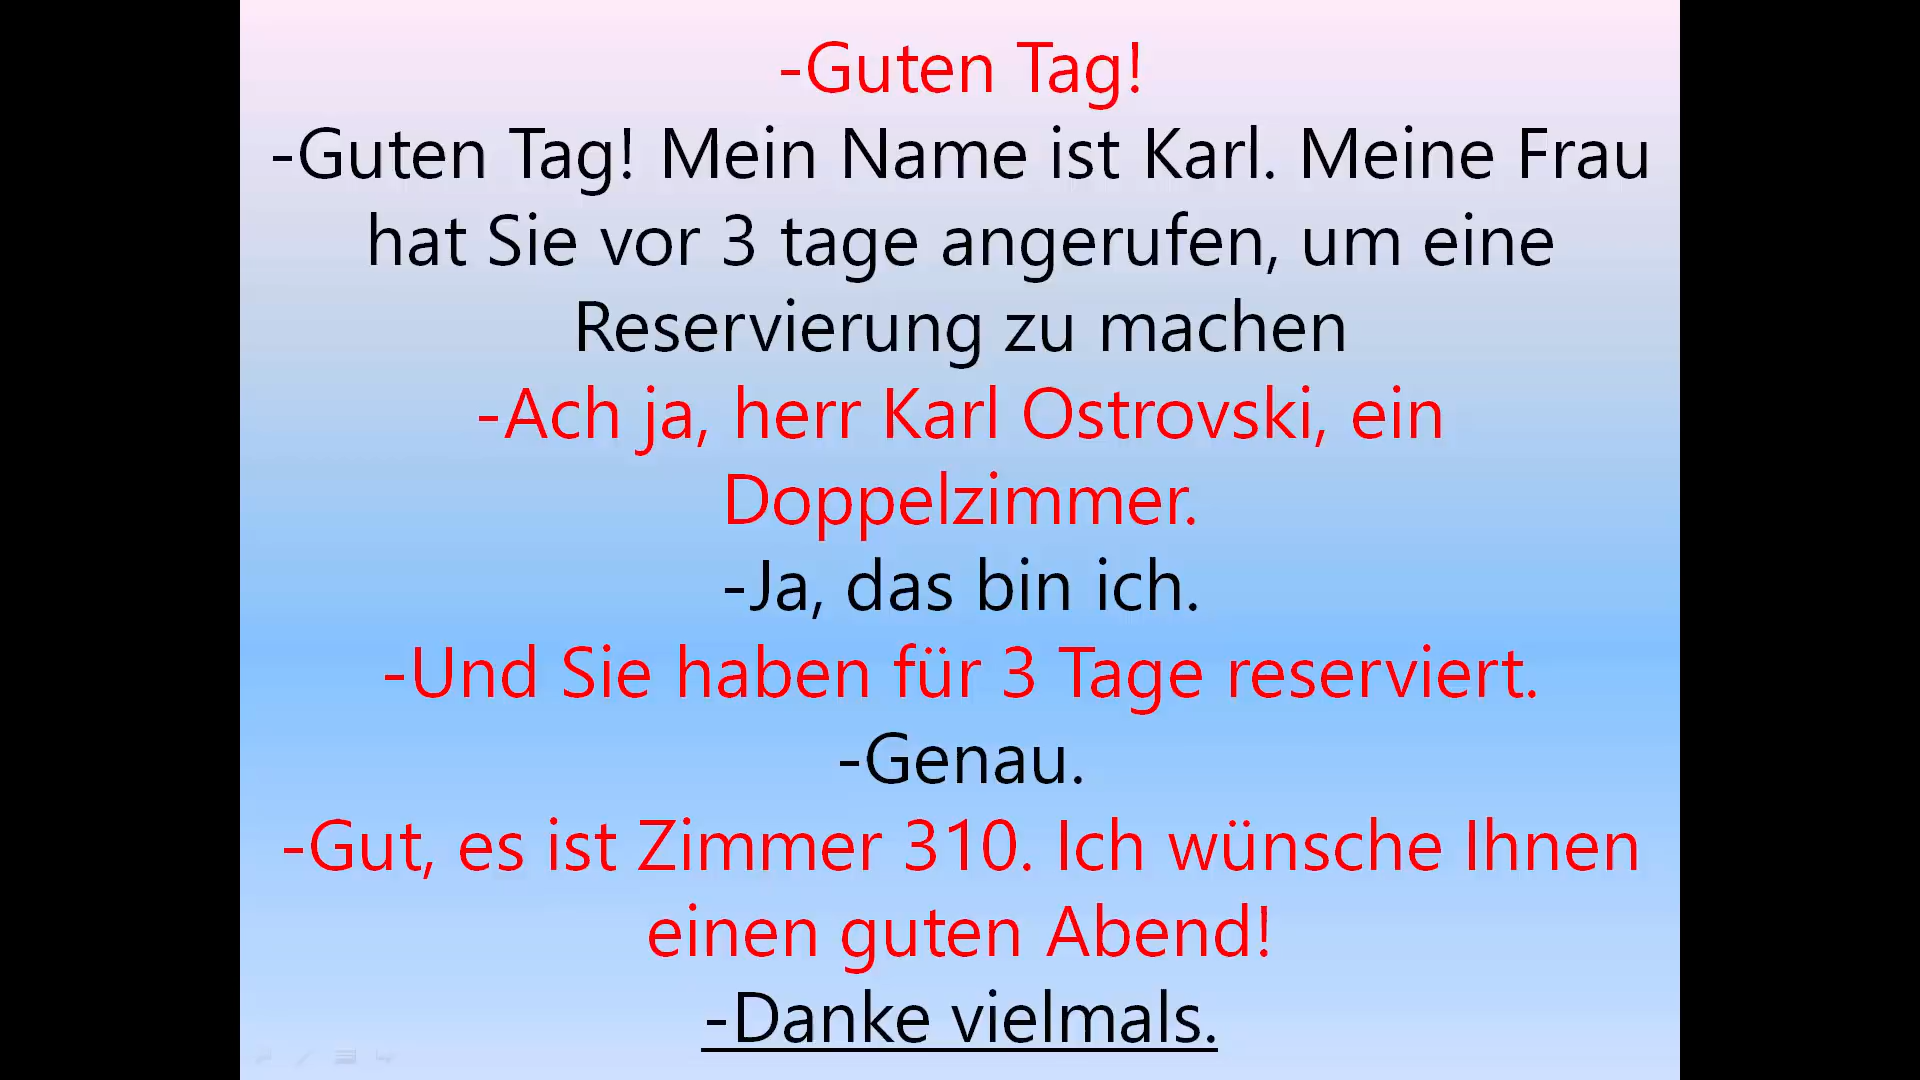 -Guten Tag!
-Guten Tag! Mein Name ist Karl. Meine Frau
hat Sie vor 3 tage angerufen, um eine
Reservierung zu machen
-Ach ja, herr Karl Ostrovski, ein
Doppelzimmer.
-Ja, das bin ich.
-Und Sie haben für 3 Tage reserviert.
-Genau.
-Gut, es ist Zimmer 310. Ich wünsche Ihnen
einen guten Abend!
-Danke vielmals.